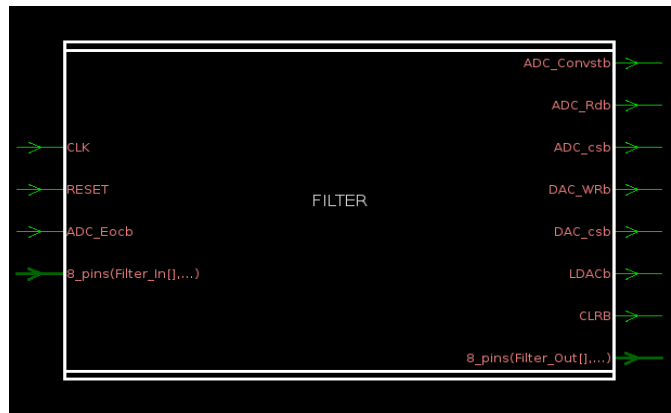 ADC_Convstb
ADC_Rdb
CLK
ADC_csb
RESET
DAC_WRb
FILTER
ADC_Eocb
DAC_csb
8_pins(Filter_In[],...)
LDACb
CLRB
8_pins(Filter_Out[],...)